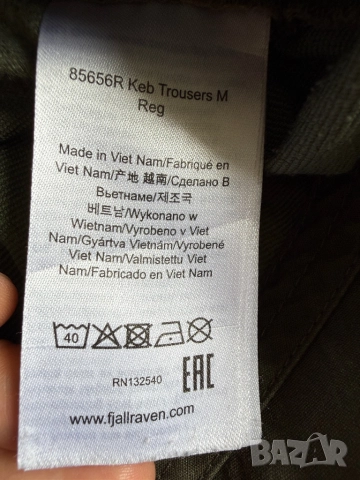 85656R Keb Trousers M
Reg
Made in Viet Nam/Fabriqué en
Viet Nam/产地 越南/Сделано В
Вьетнаме/제조국
베트남/Wykonano w
Wietnam/Vyrobeno v Viet
Nam/Gyártva Vietnám/Vyrobené
Viet Nam/Valmistettu Viet
Nam/Fabricado en Viet Nam
40
RN132540
EAC
www.fjallraven.com
BAZAR
bg